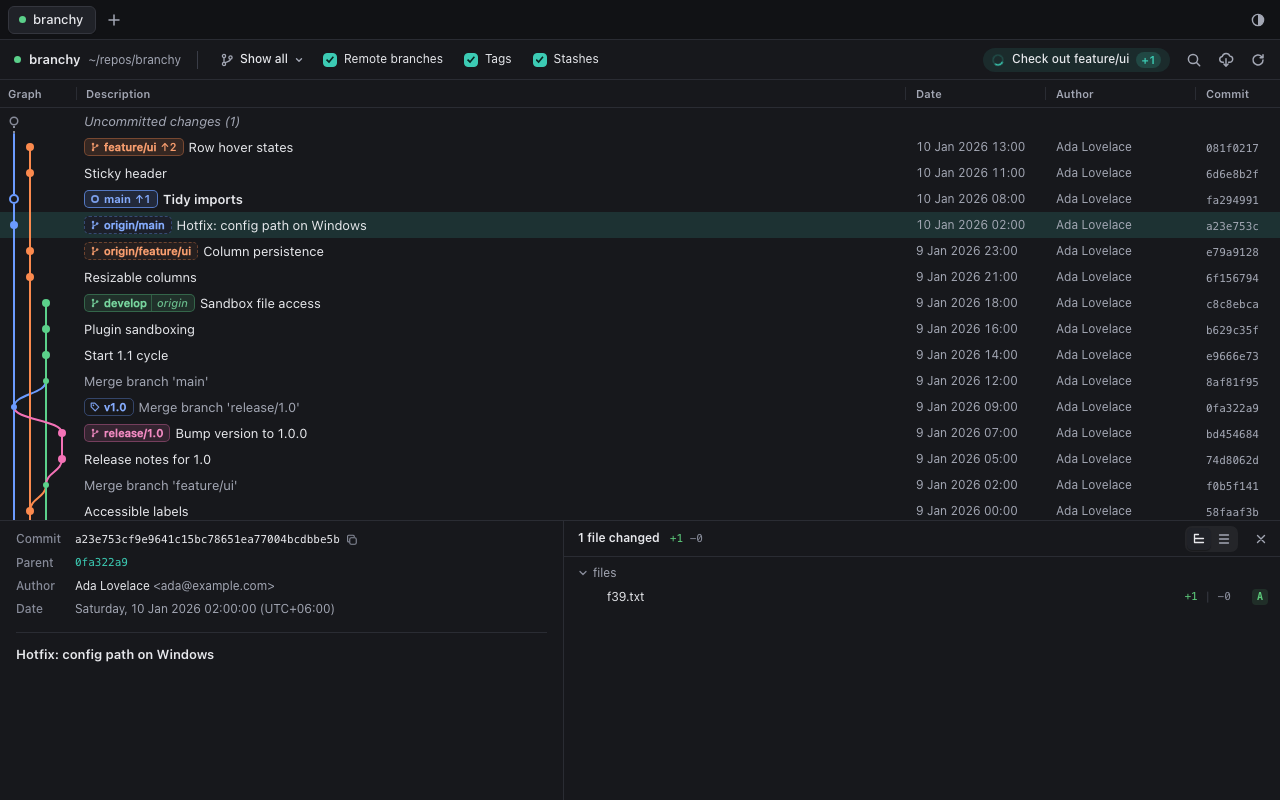 branchy
branchy ~/repos/branchy Show all Remote branches Tags Stashes Check out feature/ui +1
Graph Description Date Author Commit
Uncommitted changes (1)
feature/ui ↑2 Row hover states 10 Jan 2026 13:00 Ada Lovelace 081f0217
Sticky header 10 Jan 2026 11:00 Ada Lovelace 6d6e8b2f
main ↑1 Tidy imports 10 Jan 2026 08:00 Ada Lovelace fa294991
origin/main Hotfix: config path on Windows 10 Jan 2026 02:00 Ada Lovelace a23e753c
origin/feature/ui Column persistence 9 Jan 2026 23:00 Ada Lovelace e79a9128
Resizable columns 9 Jan 2026 21:00 Ada Lovelace 6f156794
develop origin Sandbox file access 9 Jan 2026 18:00 Ada Lovelace c8c8ebca
Plugin sandboxing 9 Jan 2026 16:00 Ada Lovelace b629c35f
Start 1.1 cycle 9 Jan 2026 14:00 Ada Lovelace e9666e73
Merge branch 'main' 9 Jan 2026 12:00 Ada Lovelace 8af81f95
v1.0 Merge branch 'release/1.0' 9 Jan 2026 09:00 Ada Lovelace 0fa322a9
release/1.0 Bump version to 1.0.0 9 Jan 2026 07:00 Ada Lovelace bd454684
Release notes for 1.0 9 Jan 2026 05:00 Ada Lovelace 74d8062d
Merge branch 'feature/ui' 9 Jan 2026 02:00 Ada Lovelace f0b5f141
Accessible labels 9 Jan 2026 00:00 Ada Lovelace 58faaf3b
Commit a23e753cf9e9641c15bc78651ea77004bcdbbe5b
Parent 0fa322a9
Author Ada Lovelace <ada@example.com>
Date Saturday, 10 Jan 2026 02:00:00 (UTC+06:00)
Hotfix: config path on Windows
1 file changed +1 −0
files
f39.txt +1 | −0 A